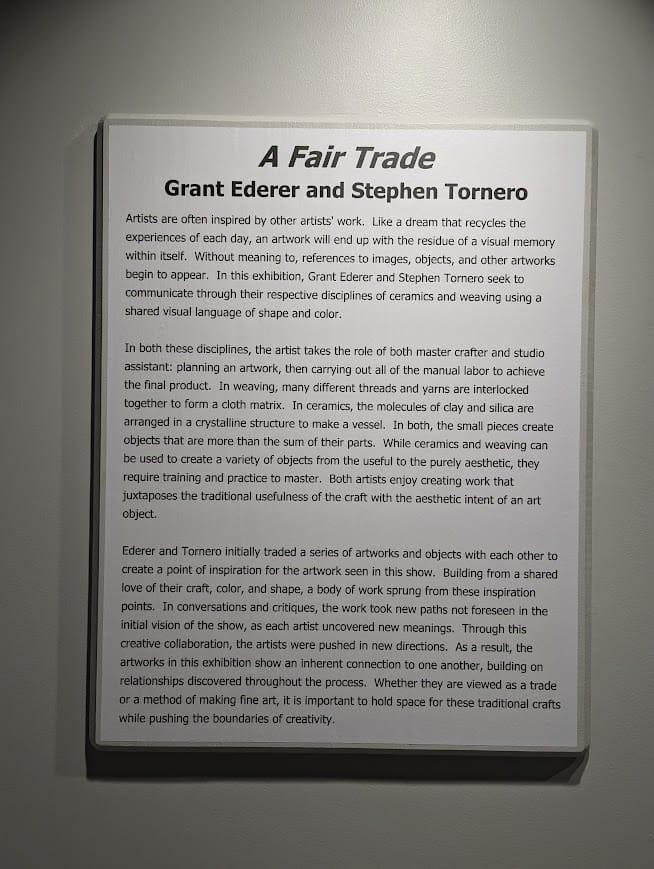 A Fair Trade
Grant Ederer and Stephen Tornero
Artists are often inspired by other artists' work. Like a dream that recycles the
experiences of each day, an artwork will end up with the residue of a visual memory
within itself. Without meaning to, references to images, objects, and other artworks
begin to appear. In this exhibition, Grant Ederer and Stephen Tornero seek to
communicate through their respective disciplines of ceramics and weaving using a
shared visual language of shape and color.
In both these disciplines, the artist takes the role of both master crafter and studio
assistant: planning an artwork, then carrying out all of the manual labor to achieve
the final product. In weaving, many different threads and yarns are interlocked
together to form a cloth matrix. In ceramics, the molecules of clay and silica are
arranged in a crystalline structure to make a vessel. In both, the small pieces create
objects that are more than the sum of their parts. While ceramics and weaving can
be used to create a variety of objects from the useful to the purely aesthetic, they
require training and practice to master. Both artists enjoy creating work that
juxtaposes the traditional usefulness of the craft with the aesthetic intent of an art
object.
Ederer and Tornero initially traded a series of artworks and objects with each other to
create a point of inspiration for the artwork seen in this show. Building from a shared
love of their craft, color, and shape, a body of work sprung from these inspiration
points. In conversations and critiques, the work took new paths not foreseen in the
initial vision of the show, as each artist uncovered new meanings. Through this
creative collaboration, the artists were pushed in new directions. As a result, the
artworks in this exhibition show an inherent connection to one another, building on
relationships discovered throughout the process. Whether they are viewed as a trade
or a method of making fine art, it is important to hold space for these traditional crafts
while pushing the boundaries of creativity.